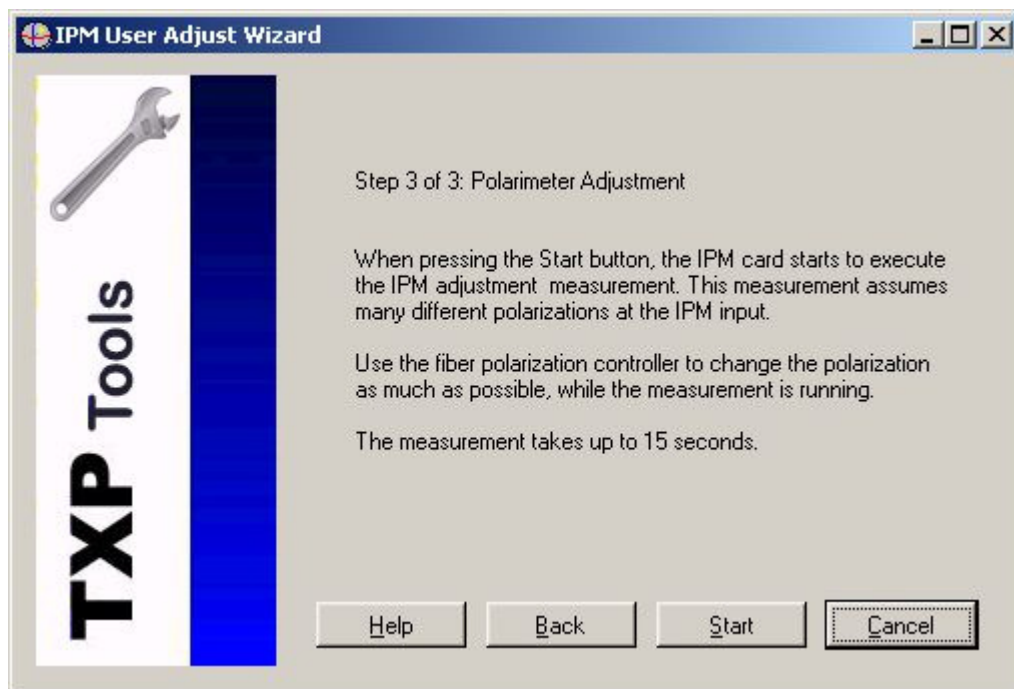 IPM User Adjust Wizard
TXP Tools
Step 3 of 3: Polarimeter Adjustment
When pressing the Start button, the IPM card starts to execute
the IPM adjustment  measurement. This measurement assumes
many different polarizations at the IPM input.
Use the fiber polarization controller to change the polarization
as much as possible, while the measurement is running.
The measurement takes up to 15 seconds.
Help
Back
Start
Cancel